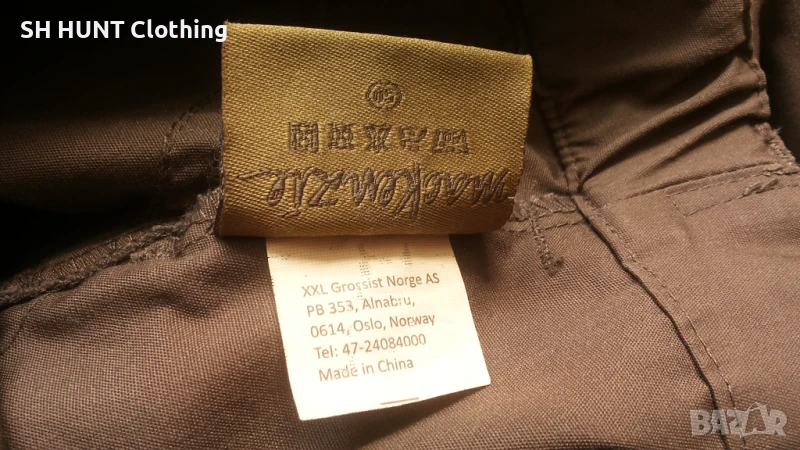 SH HUNT Clothing
mackenzie
XXL Grossist Norge AS
PB 353, Alnabru,
0614, Oslo, Norway
Tel: 47-24084000
Made in China
BAZAR